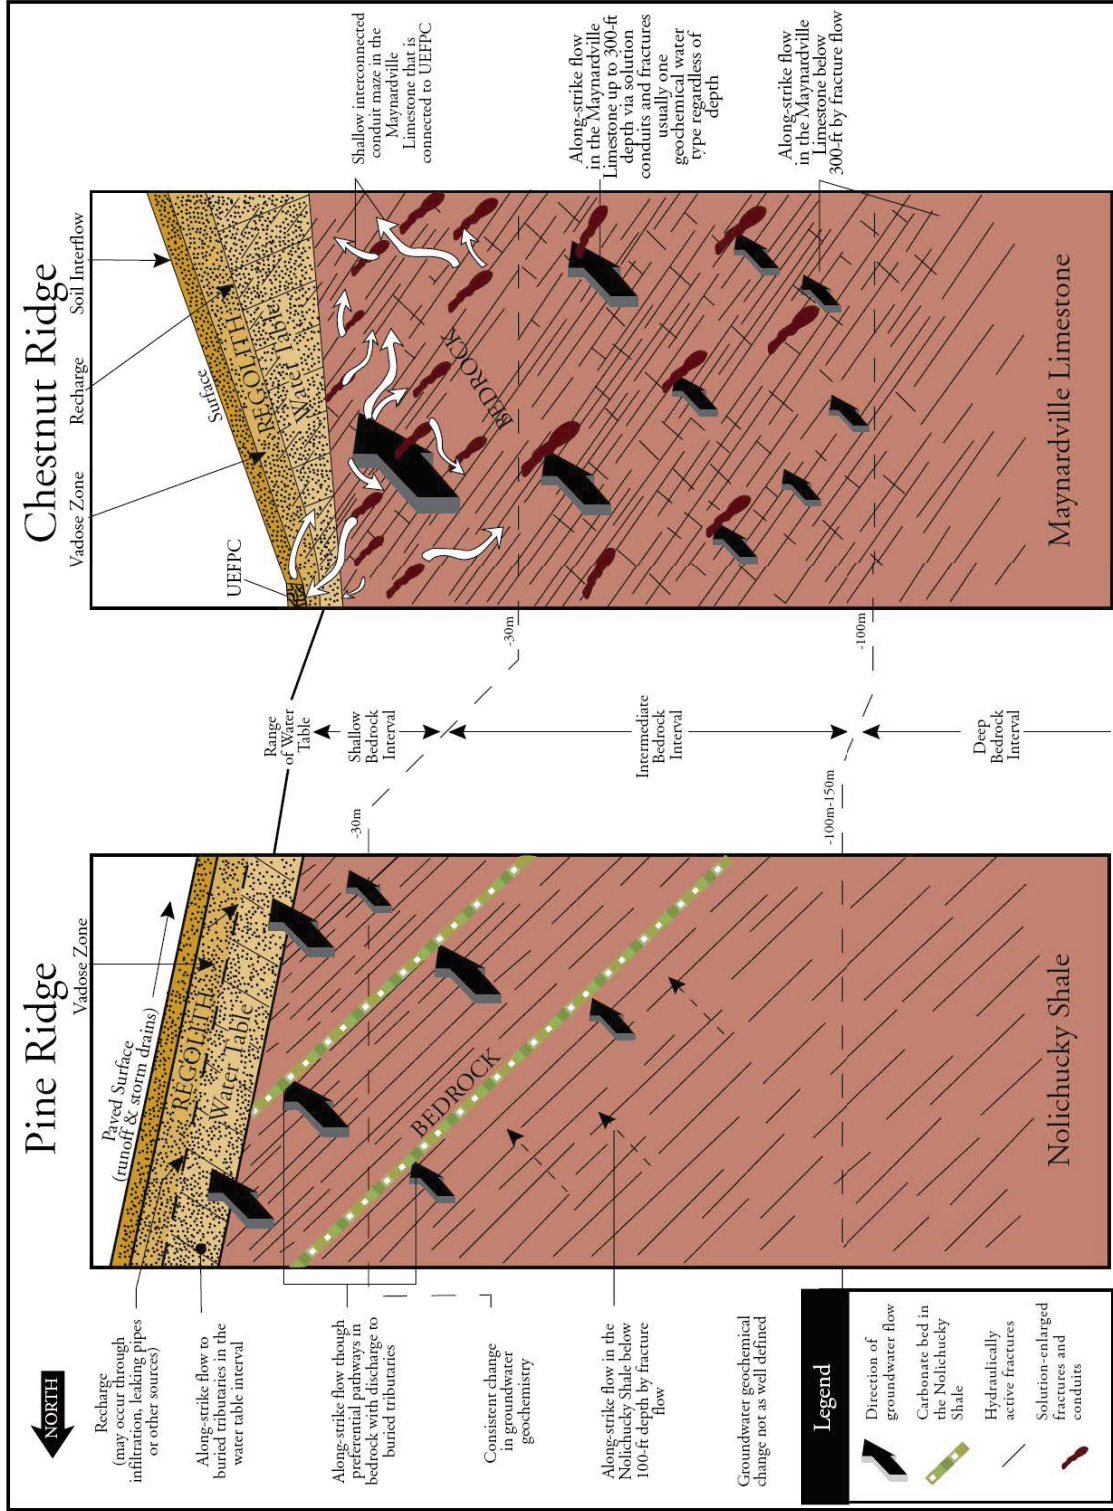 NORTH
Pine Ridge
Chestnut Ridge
Recharge
(may occur through
infiltration, leaking pipes
or other sources)
Along-strike flow to
buried tributaries in the
water table interval
Along-strike flow though
preferential pathways in
bedrock with discharge to
buried tributaries
Consistent change
in groundwater
geochemistry
Along-strike flow in the
Nolichucky Shale below
100-ft depth by fracture
flow
Groundwater geochemical
change not as well defined
Paved Surface
(runoff & storm drains)
Vadose Zone
REGOLITH
Water Table
BEDROCK
Nolichucky Shale
Range
of Water
Table
Shallow
Bedrock
Interval
Intermediate
Bedrock
Interval
Deep
Bedrock
Interval
-30m
-100m-150m
-30m
-100m
UEFPC
Vadose Zone
Recharge
Soil Interflow
Surface
REGOLITH
Water Table
BEDROCK
Maynardville Limestone
Shallow interconnected
conduit maze in the
Maynardville
Limestone that is
connected to UEFPC
Along-strike flow
in the Maynardville
Limestone up to 300-ft
depth via solution
conduits and fractures
usually one
geochemical water
type regardless of
depth
Along-strike flow
in the Maynardville
Limestone below
300-ft by fracture flow
Legend
Direction of
groundwater flow
Carbonate bed in
the Nolichucky
Shale
Hydraulically
active fractures
Solution-enlarged
fractures and
conduits